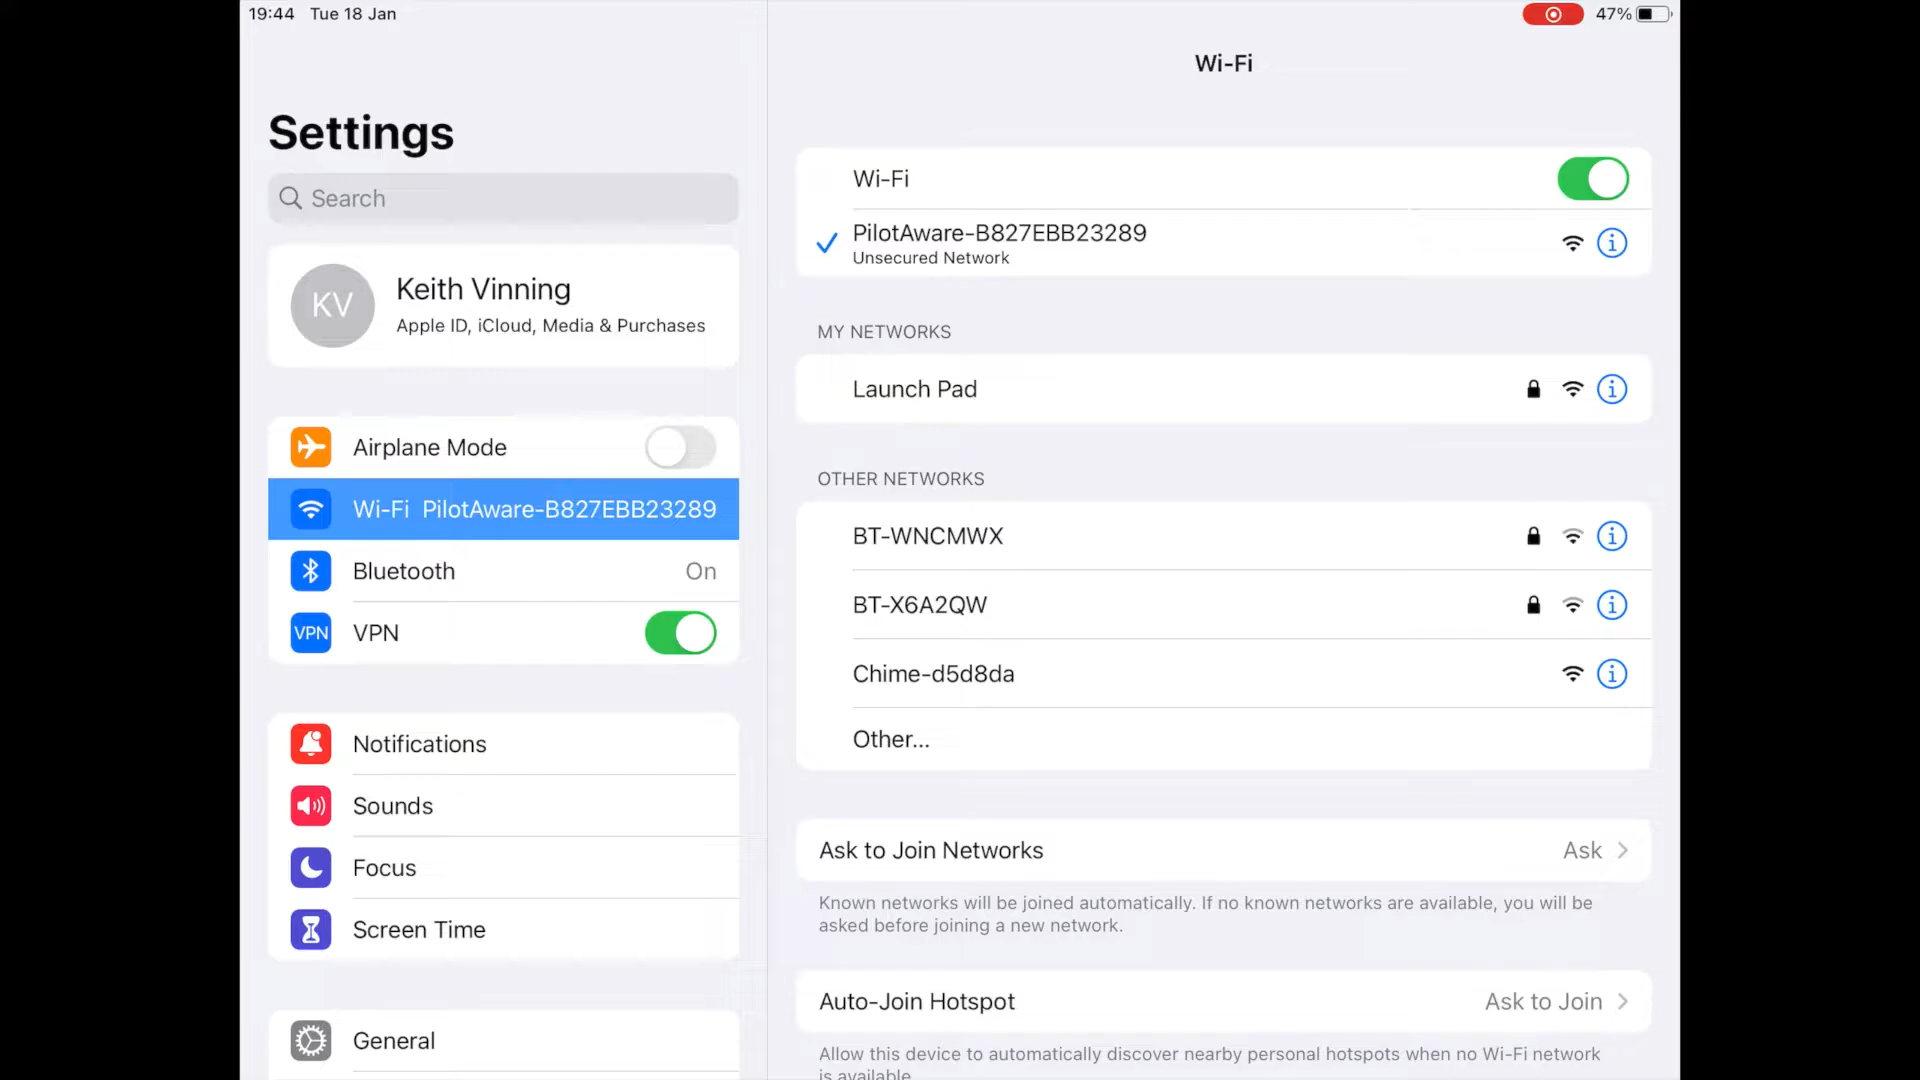 19:44 Tue 18 Jan
47%
Settings
Search
KV
Keith Vinning
Apple ID, iCloud, Media & Purchases
Airplane Mode
Wi-Fi PilotAware-B827EBB23289
Bluetooth On
VPN VPN
Notifications
Sounds
Focus
Screen Time
General
Wi-Fi
Wi-Fi
PilotAware-B827EBB23289
Unsecured Network
MY NETWORKS
Launch Pad
OTHER NETWORKS
BT-WNCMWX
BT-X6A2QW
Chime-d5d8da
Other...
Ask to Join Networks Ask
Known networks will be joined automatically. If no known networks are available, you will be
asked before joining a new network.
Auto-Join Hotspot Ask to Join
Allow this device to automatically discover nearby personal hotspots when no Wi-Fi network
is available.